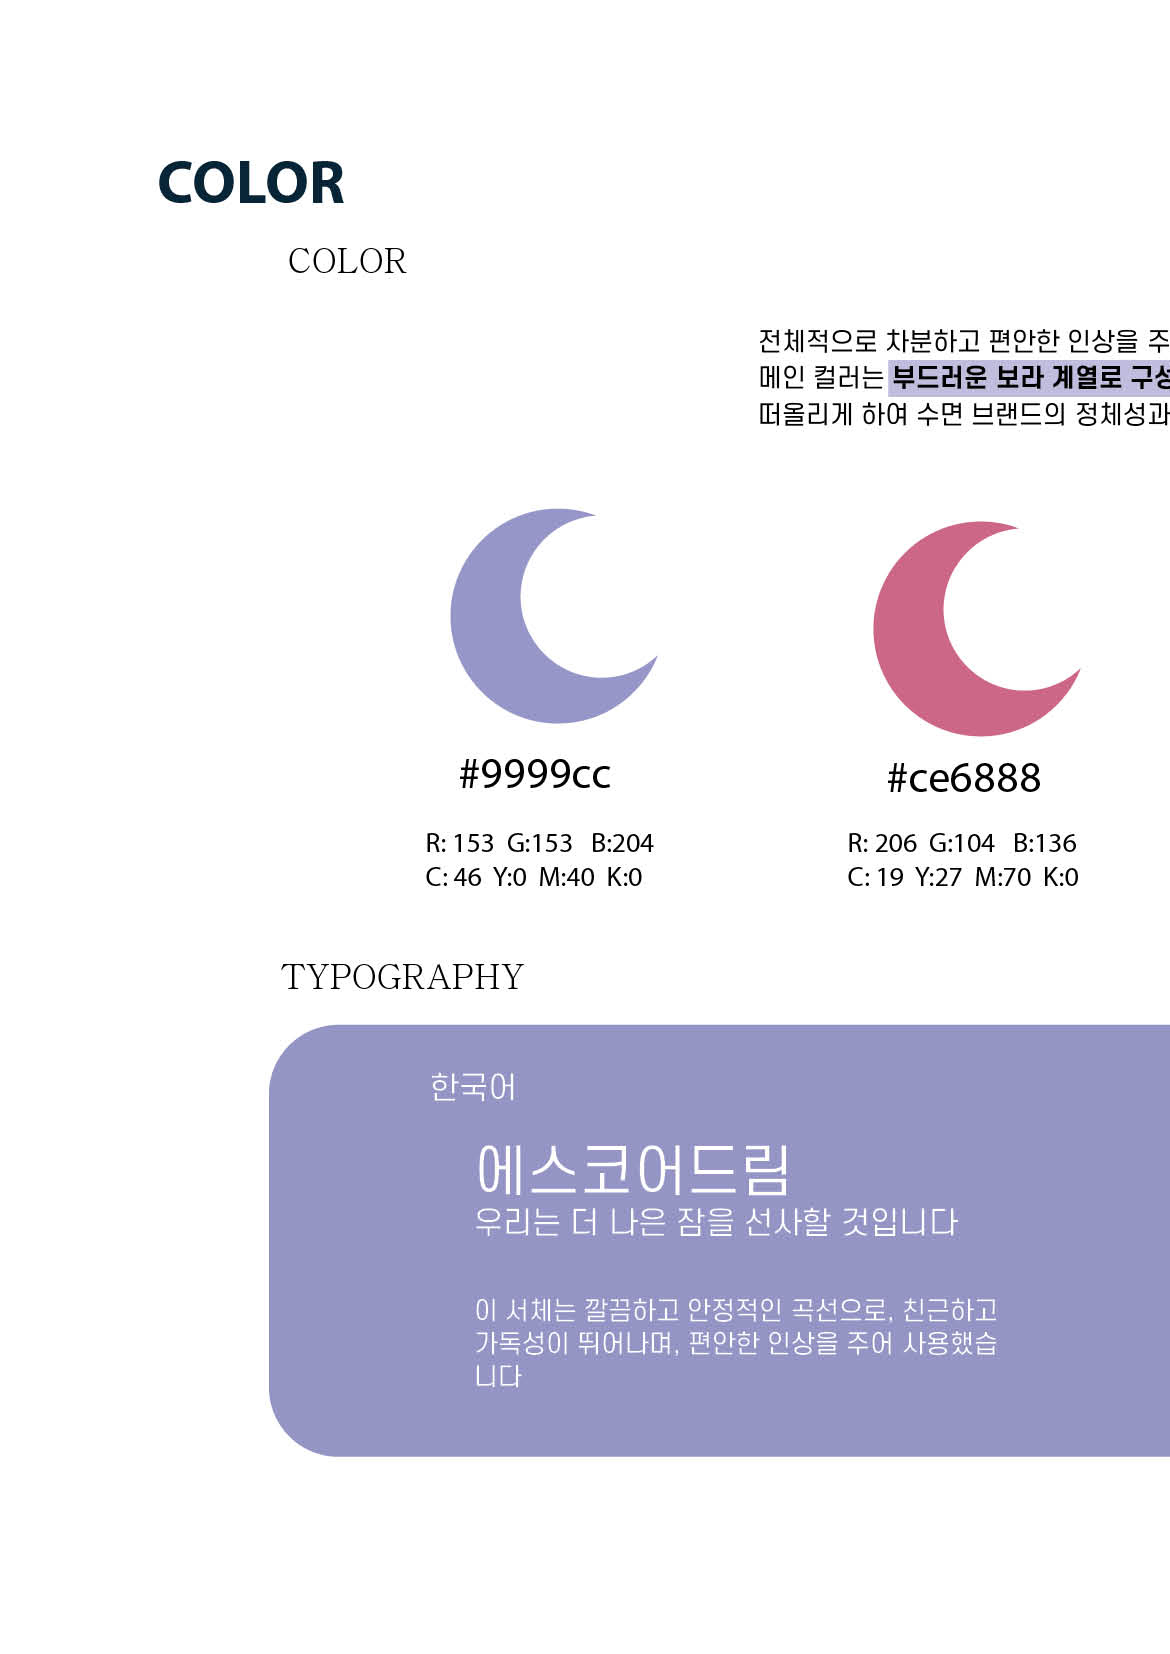 COLOR
COLOR
전체적으로 차분하고 편안한 인상을 주
메인 컬러는 부드러운 보라 계열로 구성
떠올리게 하여 수면 브랜드의 정체성과
#9999cc
#ce6888
R: 153 G:153 B:204
C: 46 Y:0 M:40 K:0
R: 206 G:104 B:136
C: 19 Y:27 M:70 K:0
TYPOGRAPHY
한국어
에스코어드림
우리는 더 나은 잠을 선사할 것입니다
이 서체는 깔끔하고 안정적인 곡선으로, 친근하고
가독성이 뛰어나며, 편안한 인상을 주어 사용했습
니다